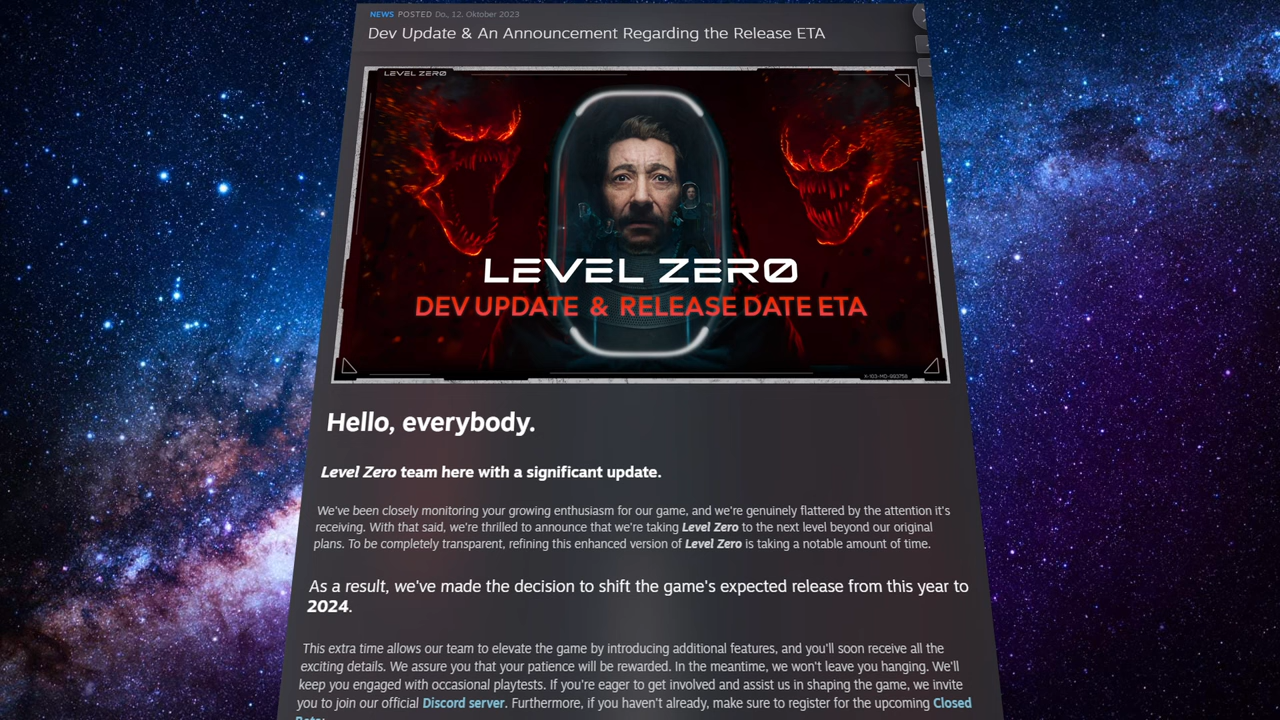 NEWS POSTED Do., 12. Oktober 2023
Dev Update & An Announcement Regarding the Release ETA
LEVEL ZERØ
LEVEL ZERØ
DEV UPDATE & RELEASE DATE ETA
Hello, everybody.
Level Zero team here with a significant update.
We've been closely monitoring your growing enthusiasm for our game, and we're genuinely flattered by the attention it's
receiving. With that said, we're thrilled to announce that we're taking Level Zero to the next level beyond our original
plans. To be completely transparent, refining this enhanced version of Level Zero is taking a notable amount of time.
As a result, we've made the decision to shift the game's expected release from this year to
2024.
This extra time allows our team to elevate the game by introducing additional features, and you'll soon receive all the
exciting details. We assure you that your patience will be rewarded. In the meantime, we won't leave you hanging. We'll
keep you engaged with occasional playtests. If you're eager to get involved and assist us in shaping the game, we invite
you to join our official Discord server. Furthermore, if you haven't already, make sure to register for the upcoming Closed